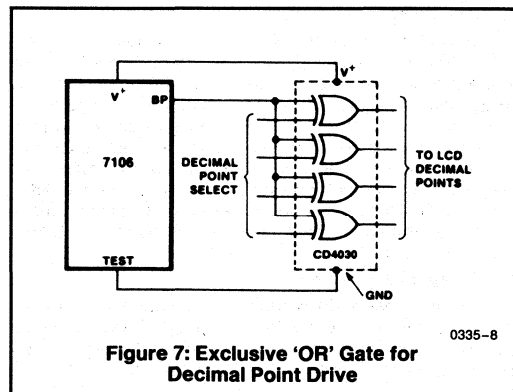 V+
BP
7106
TEST
V+
DECIMAL
POINT
SELECT
TO LCD
DECIMAL
POINTS
CD4030
GND
0335-8
Figure 7: Exclusive 'OR' Gate for
Decimal Point Drive